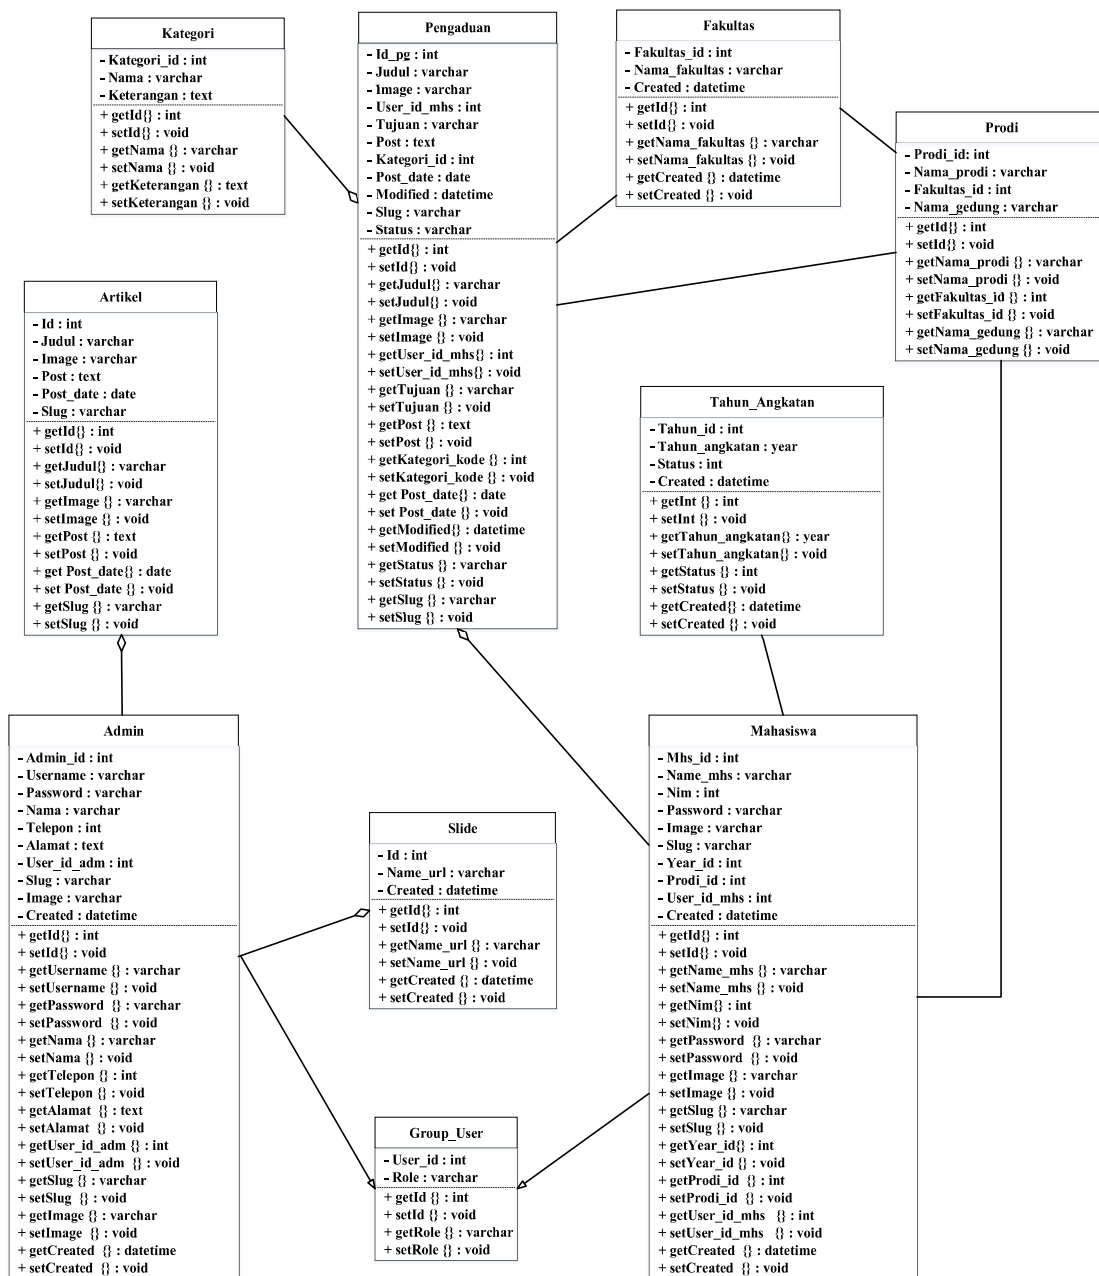 Kategori
- Kategori_id : int
- Nama : varchar
- Keterangan : text
+ getId{} : int
+ setId{} : void
+ getNama {} : varchar
+ setNama {} : void
+ getKeterangan {} : text
+ setKeterangan {} : void
Pengaduan
- Id_pg : int
- Judul : varchar
- Image : varchar
- User_id_mhs : int
- Tujuan : varchar
- Post : text
- Kategori_id : int
- Post_date : date
- Modified : datetime
- Slug : varchar
- Status : varchar
+ getId{} : int
+ setId{} : void
+ getJudul{} : varchar
+ setJudul{} : void
+ getImage {} : varchar
+ setImage {} : void
+ getUser_id_mhs{} : int
+ setUser_id_mhs{} : void
+ getTujuan {} : varchar
+ setTujuan {} : void
+ getPost {} : text
+ setPost {} : void
+ getKategori_kode {} : int
+ setKategori_kode {} : void
+ get Post_date{} : date
+ set Post_date {} : void
+ getModified{} : datetime
+ setModified {} : void
+ getStatus {} : varchar
+ setStatus {} : void
+ getSlug {} : varchar
+ setSlug {} : void
Fakultas
- Fakultas_id : int
- Nama_fakultas : varchar
- Created : datetime
+ getId{} : int
+ setId{} : void
+ getNama_fakultas {} : varchar
+ setNama_fakultas {} : void
+ getCreated {} : datetime
+ setCreated {} : void
Prodi
- Prodi_id: int
- Nama_prodi : varchar
- Fakultas_id : int
- Nama_gedung : varchar
+ getId{} : int
+ setId{} : void
+ getNama_prodi {} : varchar
+ setNama_prodi {} : void
+ getFakultas_id {} : int
+ setFakultas_id {} : void
+ getNama_gedung {} : varchar
+ setNama_gedung {} : void
Artikel
- Id : int
- Judul : varchar
- Image : varchar
- Post : text
- Post_date : date
- Slug : varchar
+ getId{} : int
+ setId{} : void
+ getJudul{} : varchar
+ setJudul{} : void
+ getImage {} : varchar
+ setImage {} : void
+ getPost {} : text
+ setPost {} : void
+ get Post_date{} : date
+ set Post_date {} : void
+ getSlug {} : varchar
+ setSlug {} : void
Tahun_Angkatan
- Tahun_id : int
- Tahun_angkatan : year
- Status : int
- Created : datetime
+ getInt {} : int
+ setInt {} : void
+ getTahun_angkatan{} : year
+ setTahun_angkatan{} : void
+ getStatus {} : int
+ setStatus {} : void
+ getCreated{} : datetime
+ setCreated {} : void
Admin
- Admin_id : int
- Username : varchar
- Password : varchar
- Nama : varchar
- Telepon : int
- Alamat : text
- User_id_adm : int
- Slug : varchar
- Image : varchar
- Created : datetime
+ getId{} : int
+ setId{} : void
+ getUsername {} : varchar
+ setUsername {} : void
+ getPassword {} : varchar
+ setPassword {} : void
+ getNama {} : varchar
+ setNama {} : void
+ getTelepon {} : int
+ setTelepon {} : void
+ getAlamat {} : text
+ setAlamat {} : void
+ getUser_id_adm {} : int
+ setUser_id_adm {} : void
+ getSlug {} : varchar
+ setSlug {} : void
+ getImage {} : varchar
+ setImage {} : void
+ getCreated {} : datetime
+ setCreated {} : void
Slide
- Id : int
- Name_url : varchar
- Created : datetime
+ getId{} : int
+ setId{} : void
+ getName_url {} : varchar
+ setName_url {} : void
+ getCreated {} : datetime
+ setCreated {} : void
Group_User
- User_id : int
- Role : varchar
+ getId {} : int
+ setId {} : void
+ getRole {} : varchar
+ setRole {} : void
Mahasiswa
- Mhs_id : int
- Name_mhs : varchar
- Nim : int
- Password : varchar
- Image : varchar
- Slug : varchar
- Year_id : int
- Prodi_id : int
- User_id_mhs : int
- Created : datetime
+ getId{} : int
+ setId{} : void
+ getName_mhs {} : varchar
+ setName_mhs {} : void
+ getNim{} : int
+ setNim{} : void
+ getPassword {} : varchar
+ setPassword {} : void
+ getImage {} : varchar
+ setImage {} : void
+ getSlug {} : varchar
+ setSlug {} : void
+ getYear_id{} : int
+ setYear_id {} : void
+ getProdi_id {} : int
+ setProdi_id {} : void
+ getUser_id_mhs {} : int
+ setUser_id_mhs {} : void
+ getCreated {} : datetime
+ setCreated {} : void